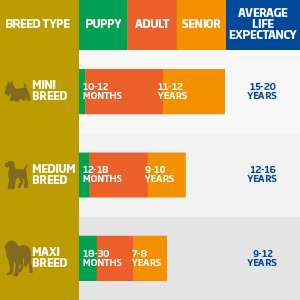 BREED TYPE PUPPY ADULT SENIOR AVERAGE
LIFE
EXPECTANCY
MINI
BREED
10-12
MONTHS
11-12
YEARS
15-20
YEARS
MEDIUM
BREED
12-18
MONTHS
9-10
YEARS
12-16
YEARS
MAXI
BREED
18-30
MONTHS
7-8
YEARS
9-12
YEARS